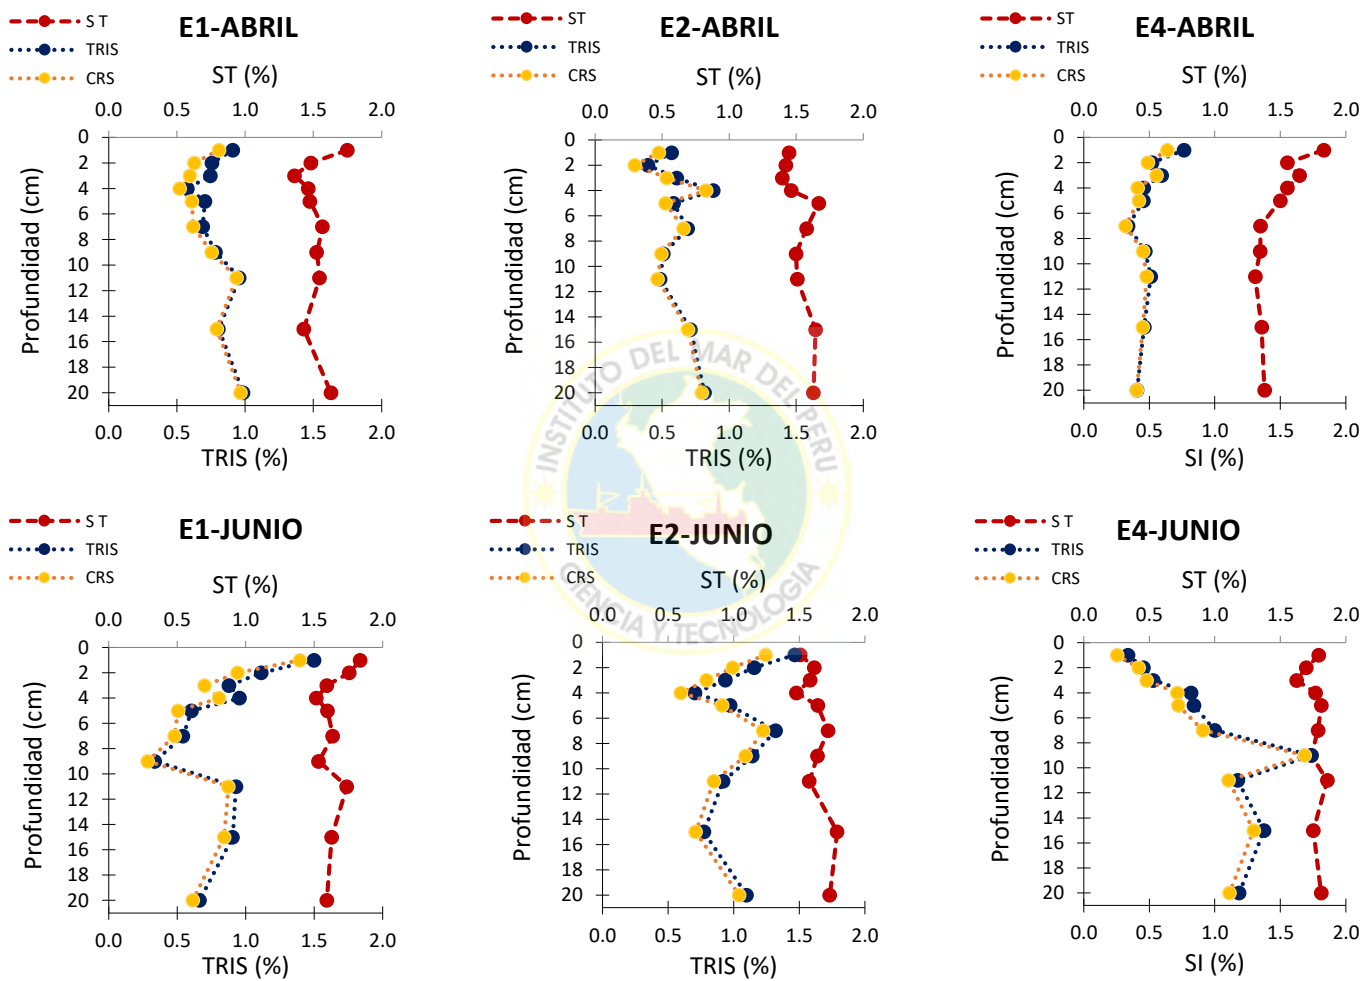 S T
TRIS
CRS
E1-ABRIL
ST (%)
0.0 0.5 1.0 1.5 2.0
0
2
4
6
8
10
12
14
16
18
20
Profundidad (cm)
0.0 0.5 1.0 1.5 2.0
TRIS (%)
ST
TRIS
CRS
E2-ABRIL
ST (%)
0.0 0.5 1.0 1.5 2.0
0
2
4
6
8
10
12
14
16
18
20
Profundidad (cm)
0.0 0.5 1.0 1.5 2.0
TRIS (%)
ST
TRIS
CRS
E4-ABRIL
ST (%)
0.0 0.5 1.0 1.5 2.0
0
2
4
6
8
10
12
14
16
18
20
Profundidad (cm)
0.0 0.5 1.0 1.5 2.0
SI (%)
INSTITUTO DEL MAR DEL PERU
CIENCIA Y TECNOLOGIA
S T
TRIS
CRS
E1-JUNIO
ST (%)
0.0 0.5 1.0 1.5 2.0
0
2
4
6
8
10
12
14
16
18
20
Profundidad (cm)
0.0 0.5 1.0 1.5 2.0
TRIS (%)
S T
TRIS
CRS
E2-JUNIO
ST (%)
0.0 0.5 1.0 1.5 2.0
0
2
4
6
8
10
12
14
16
18
20
Profundidad (cm)
0.0 0.5 1.0 1.5 2.0
TRIS (%)
S T
TRIS
CRS
E4-JUNIO
ST (%)
0.0 0.5 1.0 1.5 2.0
0
2
4
6
8
10
12
14
16
18
20
Profundidad (cm)
0.0 0.5 1.0 1.5 2.0
SI (%)